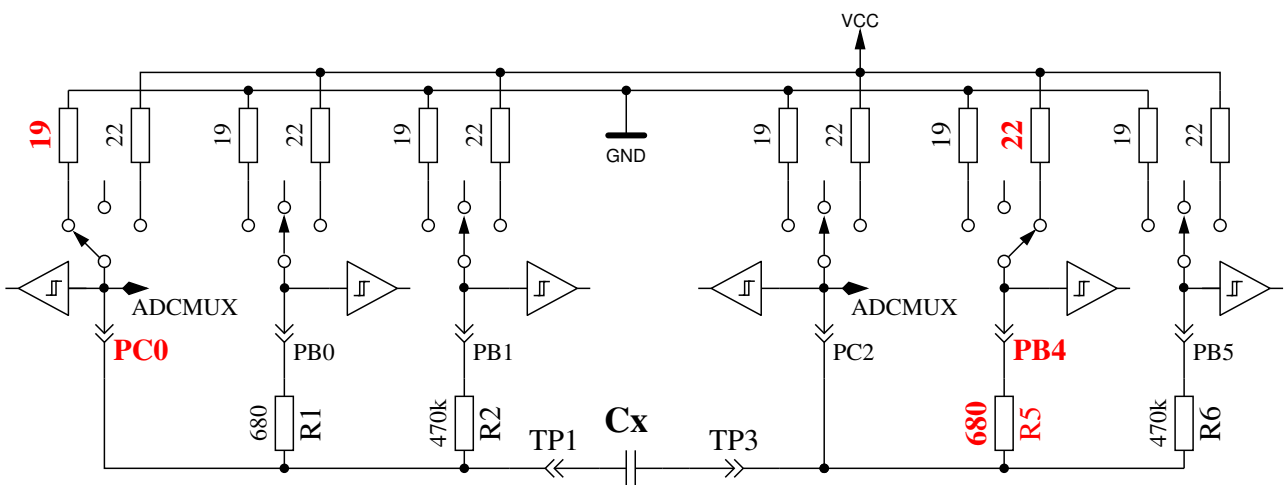 VCC
19
22
19
22
19
22
GND
19
22
19
22
19
22
ADCMUX
ADCMUX
PC0
PB0
PB1
PC2
PB4
PB5
680
R1
470k
R2
680
R5
470k
R6
TP1
Cx
TP3